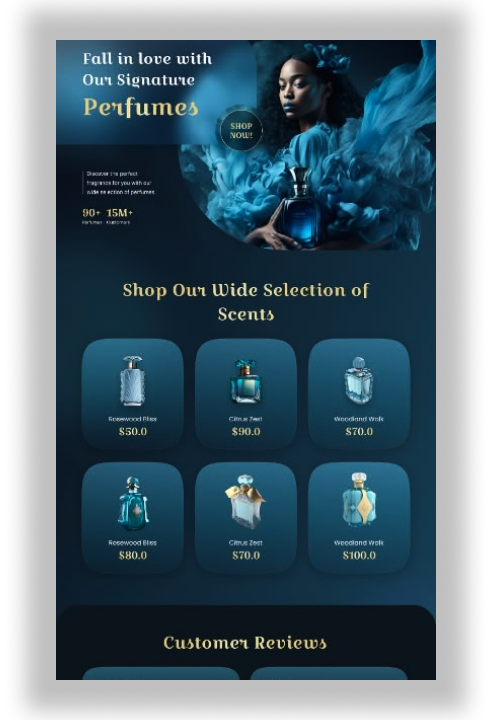 Fall in love with
Our Signature
Perfumes
SHOP
NOW!!
Discover the perfect
fragrance for you with our
wide selection of perfumes
90+ 15M+
Perfumes
Shop Our Wide Selection of
Scents
Rosewood Bliss
$50.0
Citrus Zest
$90.0
Woodland Walk
$70.0
Rosewood Bliss
$80.0
Citrus Zest
$70.0
Woodland Walk
$100.0
Customer Reviews